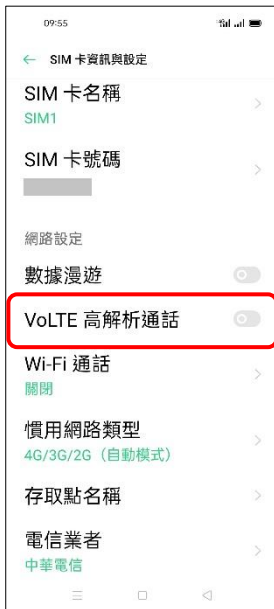 09:55
SIM 卡資訊與設定
SIM 卡名稱
SIM1
SIM 卡號碼
網路設定
數據漫遊
VoLTE 高解析通話
Wi-Fi 通話
關閉
慣用網路類型
4G/3G/2G（自動模式）
存取點名稱
電信業者
中華電信